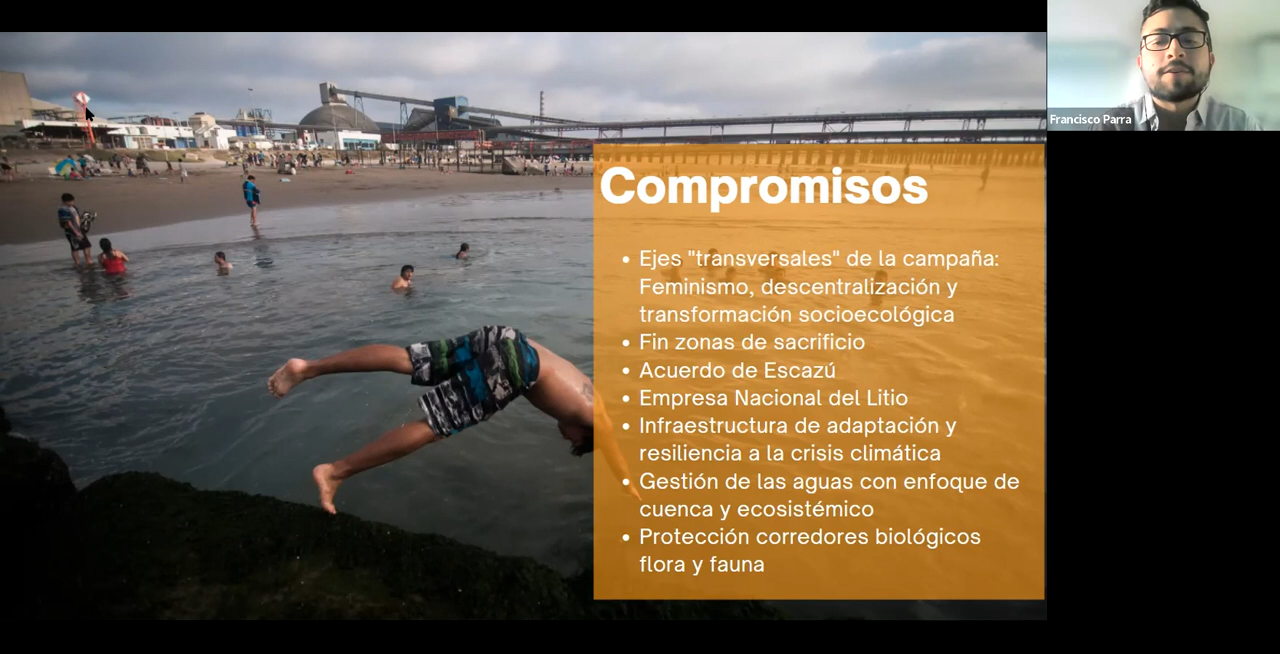 Francisco Parra
Compromisos
• Ejes "transversales" de la campaña:
Feminismo, descentralización y
transformación socioecológica
• Fin zonas de sacrificio
• Acuerdo de Escazú
• Empresa Nacional del Litio
• Infraestructura de adaptación y
resiliencia a la crisis climática
• Gestión de las aguas con enfoque de
cuenca y ecosistémico
• Protección corredores biológicos
flora y fauna